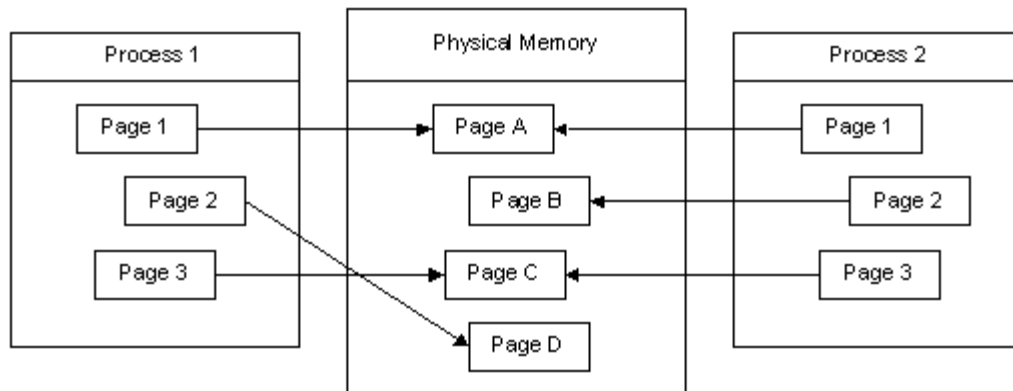 Process 1
Physical Memory
Process 2
Page 1
Page A
Page 1
Page 2
Page B
Page 2
Page 3
Page C
Page 3
Page D